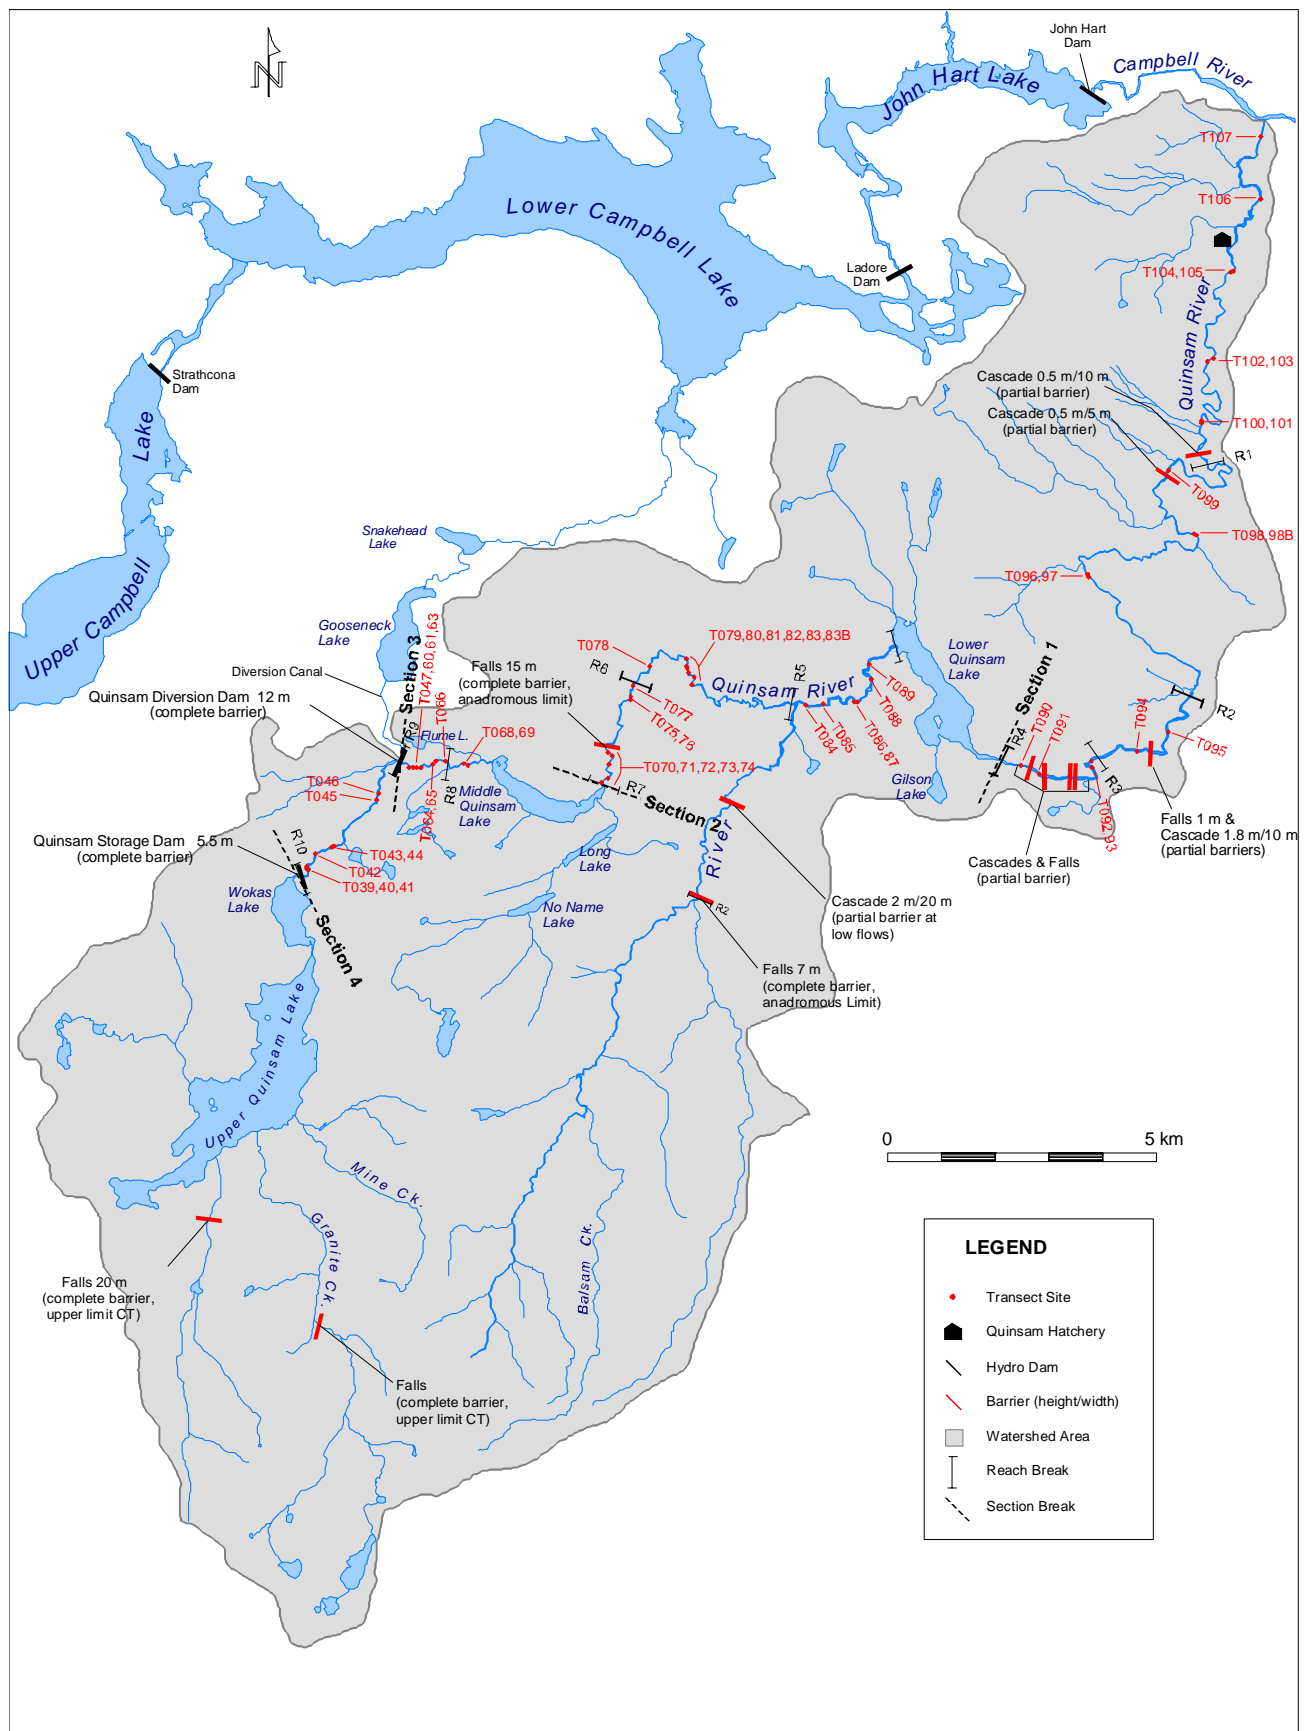 John Hart
Dam
Campbell River
John Hart Lake
N
T107
T106
Lower Campbell Lake
Ladore
Dam
T104,105
Quinsam River
Strathcona
Dam
T102,103
Cascade 0.5 m/10 m
(partial barrier)
Cascade 0.5 m/5 m
(partial barrier)
T100,101
R1
T099
Upper Campbell
Lake
Snakehead
Lake
T098,98B
T096,97
Gooseneck
Lake
Section 3
T047,60,61,63
T078
T079,80,81,82,83,83B
Lower
Quinsam
Lake
Section 1
Diversion Canal
Falls 15 m
(complete barrier,
anadromous limit)
R6
R5
Quinsam River
T089
T088
Quinsam Diversion Dam 12 m
(complete barrier)
R9
T066
T077
T075,76
T084
T085
T086,87
R4
T090
T091
T094
R2
T095
Flume L.
T068,69
T070,71,72,73,74
R3
T046
T045
T064,65
R8
Middle
Quinsam
Lake
R7
Section 2
Gilson
Lake
T092,93
Falls 1 m &
Cascade 1.8 m/10 m
(partial barriers)
Quinsam Storage Dam 5.5 m
(complete barrier)
R10
T043,44
T042
T039,40,41
Long
Lake
River
Cascades & Falls
(partial barrier)
Wokas
Lake
Section 4
No Name
Lake
R2
Cascade 2 m/20 m
(partial barrier at
low flows)
Falls 7 m
(complete barrier,
anadromous Limit)
Upper Quinsam Lake
0 5 km
Mine Ck.
Granite Ck.
Balsam Ck.
Falls 20 m
(complete barrier,
upper limit CT)
Falls
(complete barrier,
upper limit CT)
LEGEND
Transect Site
Quinsam Hatchery
Hydro Dam
Barrier (height/width)
Watershed Area
Reach Break
Section Break